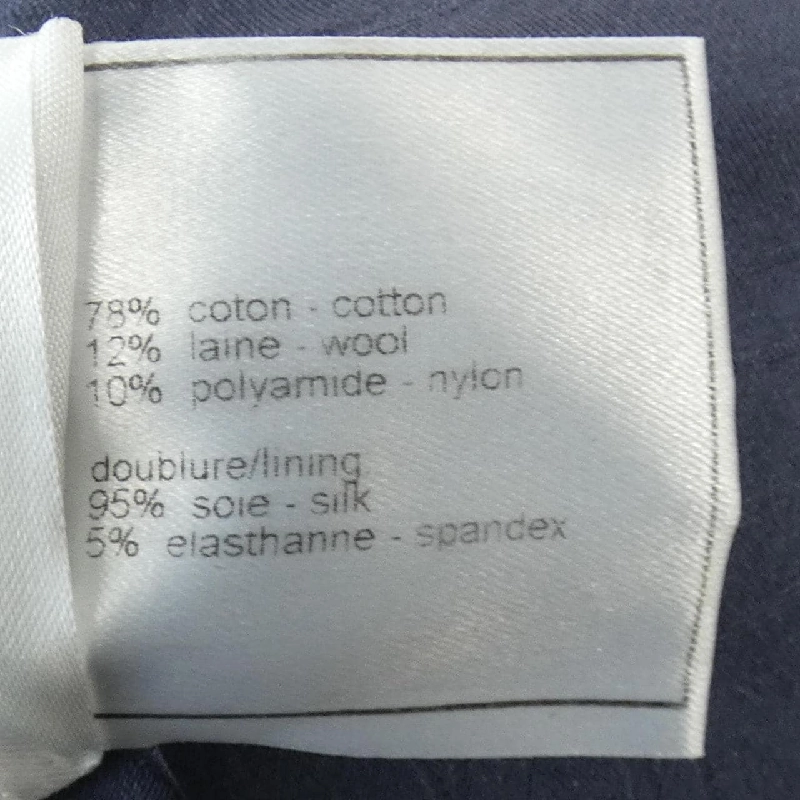 78% coton - cotton
12% laine - wool
10% polyamide - nylon
doublure/lining
95% soie - silk
5% elasthanne - spandex